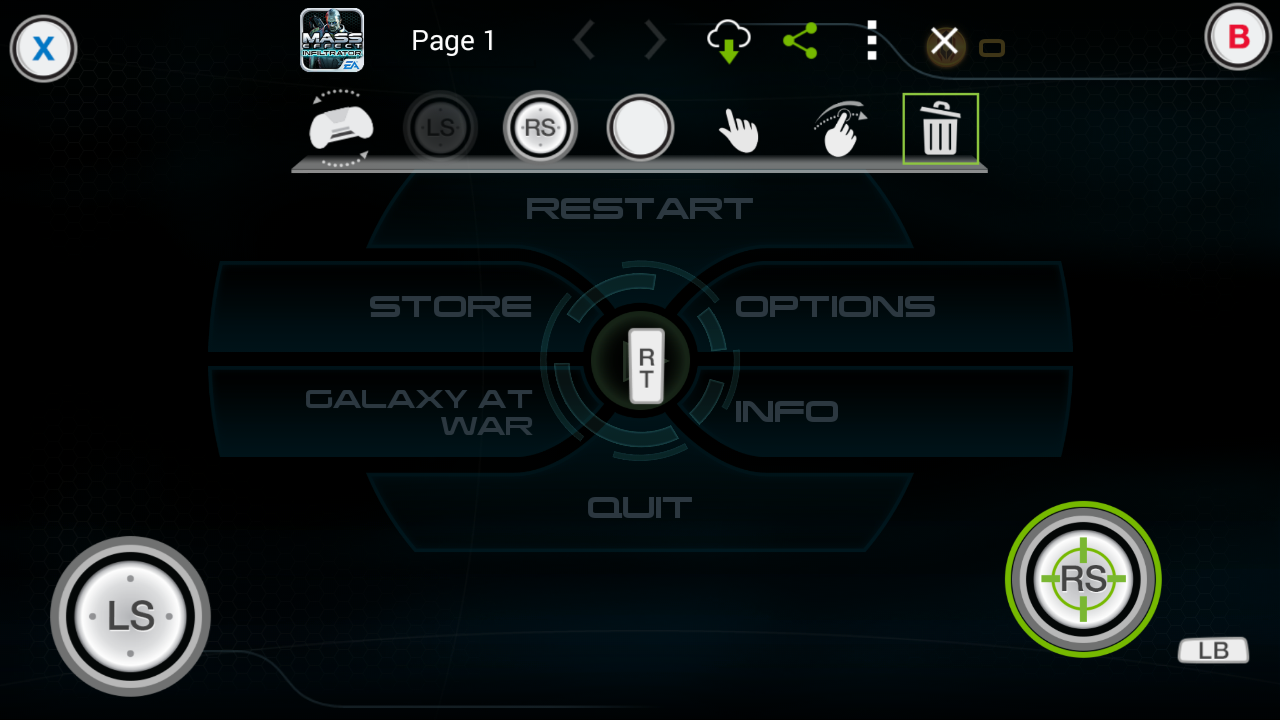 X
MASS
EFFECT
INFILTRATOR
EA
Page 1
B
LS
RS
RESTART
STORE
OPTIONS
R
T
GALAXY AT
WAR
INFO
QUIT
LS
RS
LB